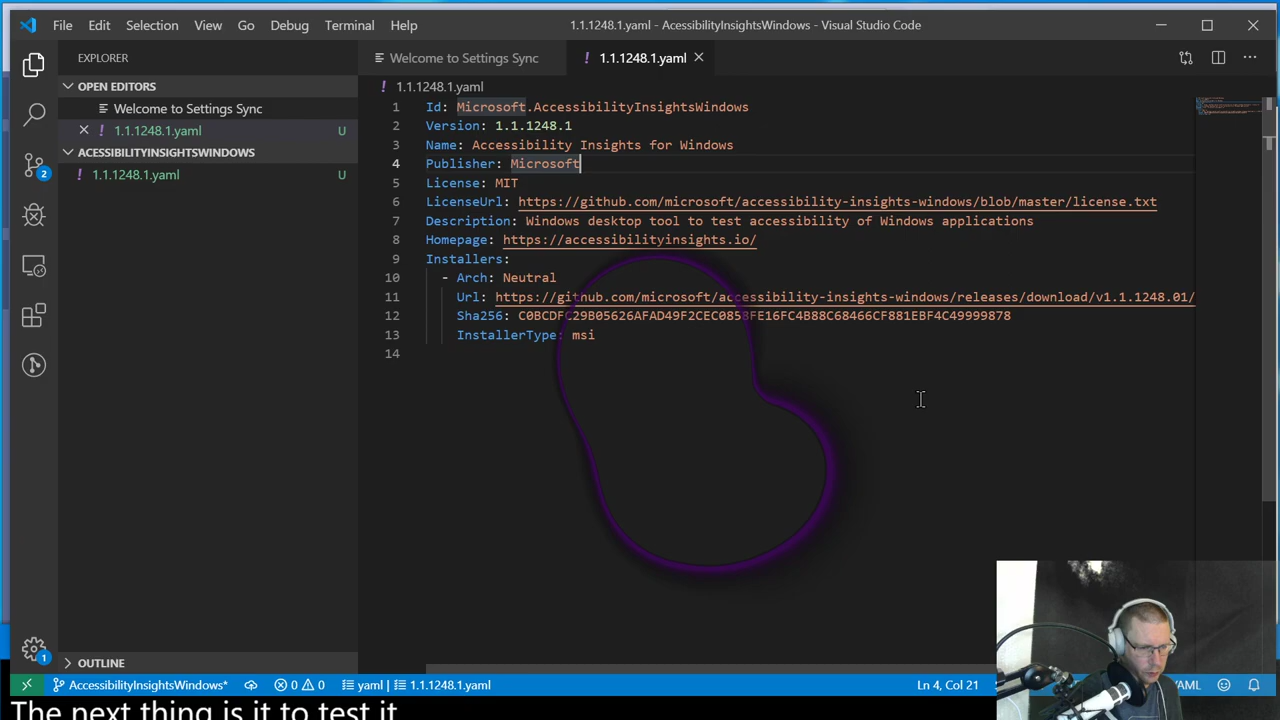 File Edit Selection View Go Debug Terminal Help
1.1.1248.1.yaml - AcessibilityInsightsWindows - Visual Studio Code
EXPLORER
OPEN EDITORS
Welcome to Settings Sync
1.1.1248.1.yaml U
ACESSIBILITYINSIGHTSWINDOWS
1.1.1248.1.yaml U
OUTLINE
2
1
Welcome to Settings Sync
1.1.1248.1.yaml
1.1.1248.1.yaml
1 Id: Microsoft.AccessibilityInsightsWindows
2 Version: 1.1.1248.1
3 Name: Accessibility Insights for Windows
4 Publisher: Microsoft
5 License: MIT
6 LicenseUrl: https://github.com/microsoft/accessibility-insights-windows/blob/master/license.txt
7 Description: Windows desktop tool to test accessibility of Windows applications
8 Homepage: https://accessibilityinsights.io/
9 Installers:
10 - Arch: Neutral
11 Url: https://github.com/microsoft/accessibility-insights-windows/releases/download/v1.1.1248.01/
12 Sha256: C0BCDFC29B05626AFAD49F2CEC0858FE16FC4B88C68466CF881EBF4C49999878
13 InstallerType: msi
14
AccessibilityInsightsWindows* 0 0 yaml | 1.1.1248.1.yaml
Ln 4, Col 21
YAML
The next thing is it to test it